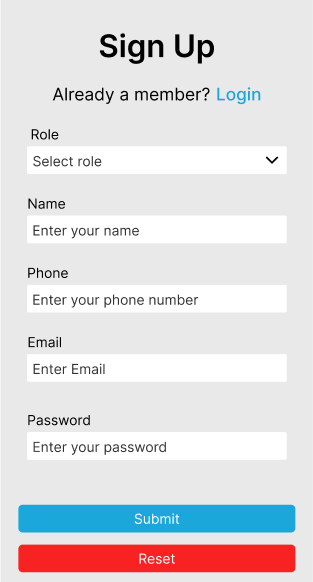 Sign Up
Already a member? Login
Role
Select role
Name
Enter your name
Phone
Enter your phone number
Email
Enter Email
Password
Enter your password
Submit
Reset